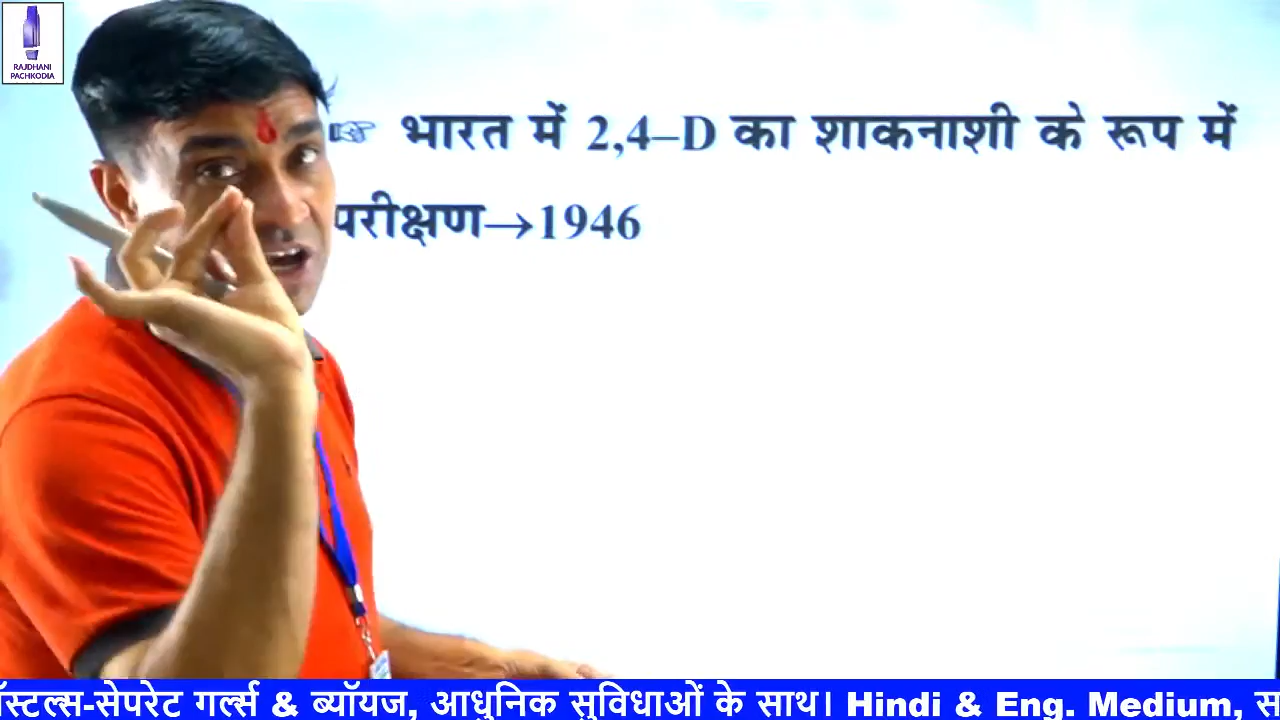 RAJDHANI
PACHKODIA
☞ भारत में 2,4–D का शाकनाशी के रूप में
परीक्षण→1946
स्टल्स-सेपरेट गर्ल्स & ब्यॉयज, आधुनिक सुविधाओं के साथ। Hindi & Eng. Medium,